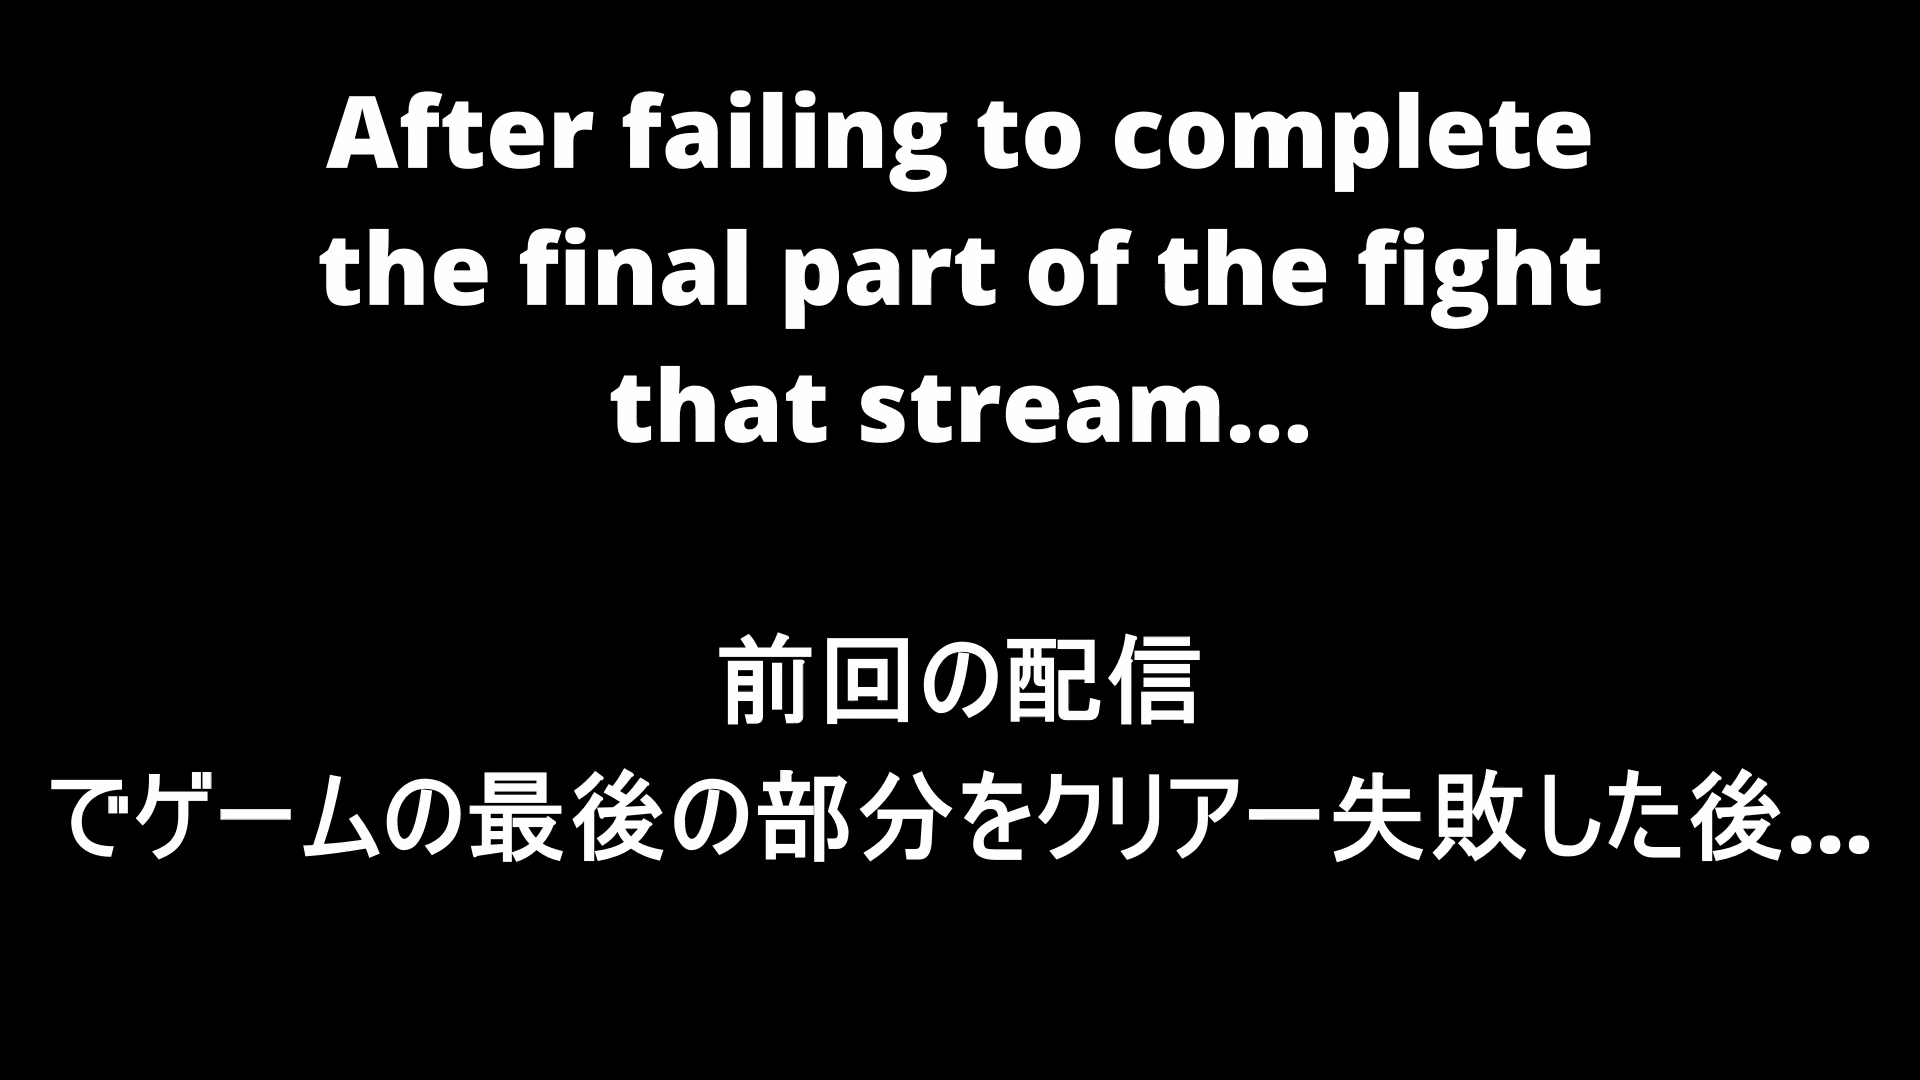 After failing to complete
the final part of the fight
that stream...
前回の配信
でゲームの最後の部分をクリアー失敗した後...